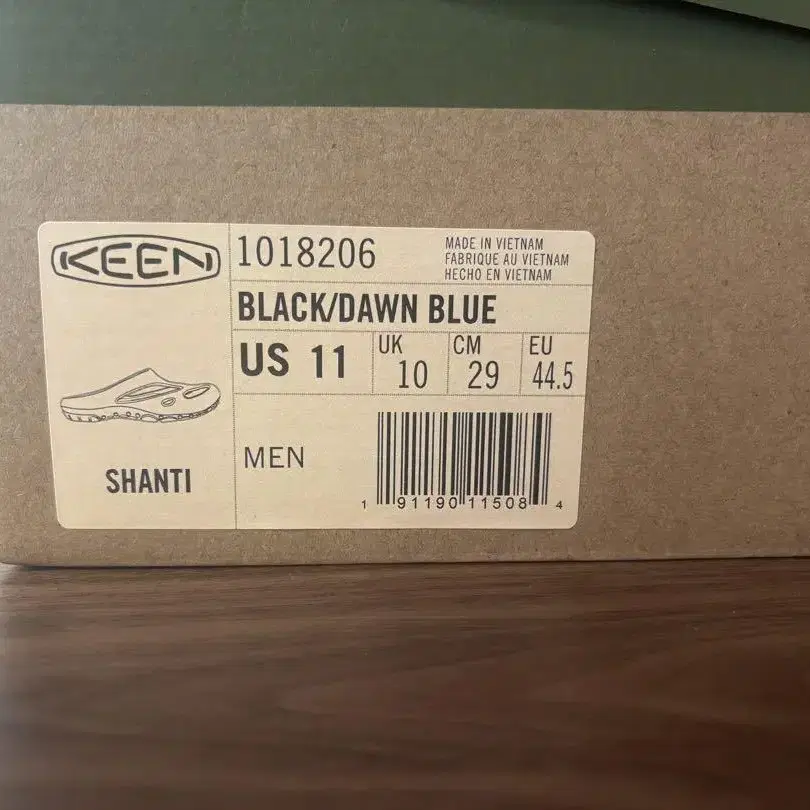 KEEN
1018206
MADE IN VIETNAM
FABRIQUE AU VIETNAM
HECHO EN VIETNAM
BLACK/DAWN BLUE
US 11
UK
10
CM
29
EU
44.5
SHANTI
MEN
1 91190 11508 4